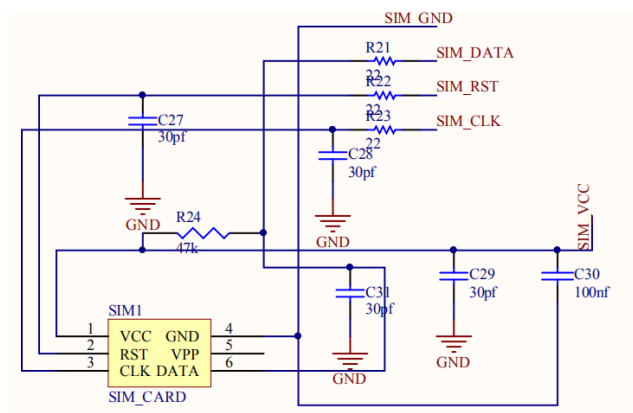 SIM_GND
R21
SIM_DATA
22
R22
SIM_RST
22
R23
SIM_CLK
22
C27
30pf
C28
30pf
GND
GND
R24
47k
SIM_VCC
C31
30pf
C29
30pf
C30
100nf
GND
GND
SIM1
1 VCC GND 4
2 RST VPP 5
3 CLK DATA 6
SIM_CARD